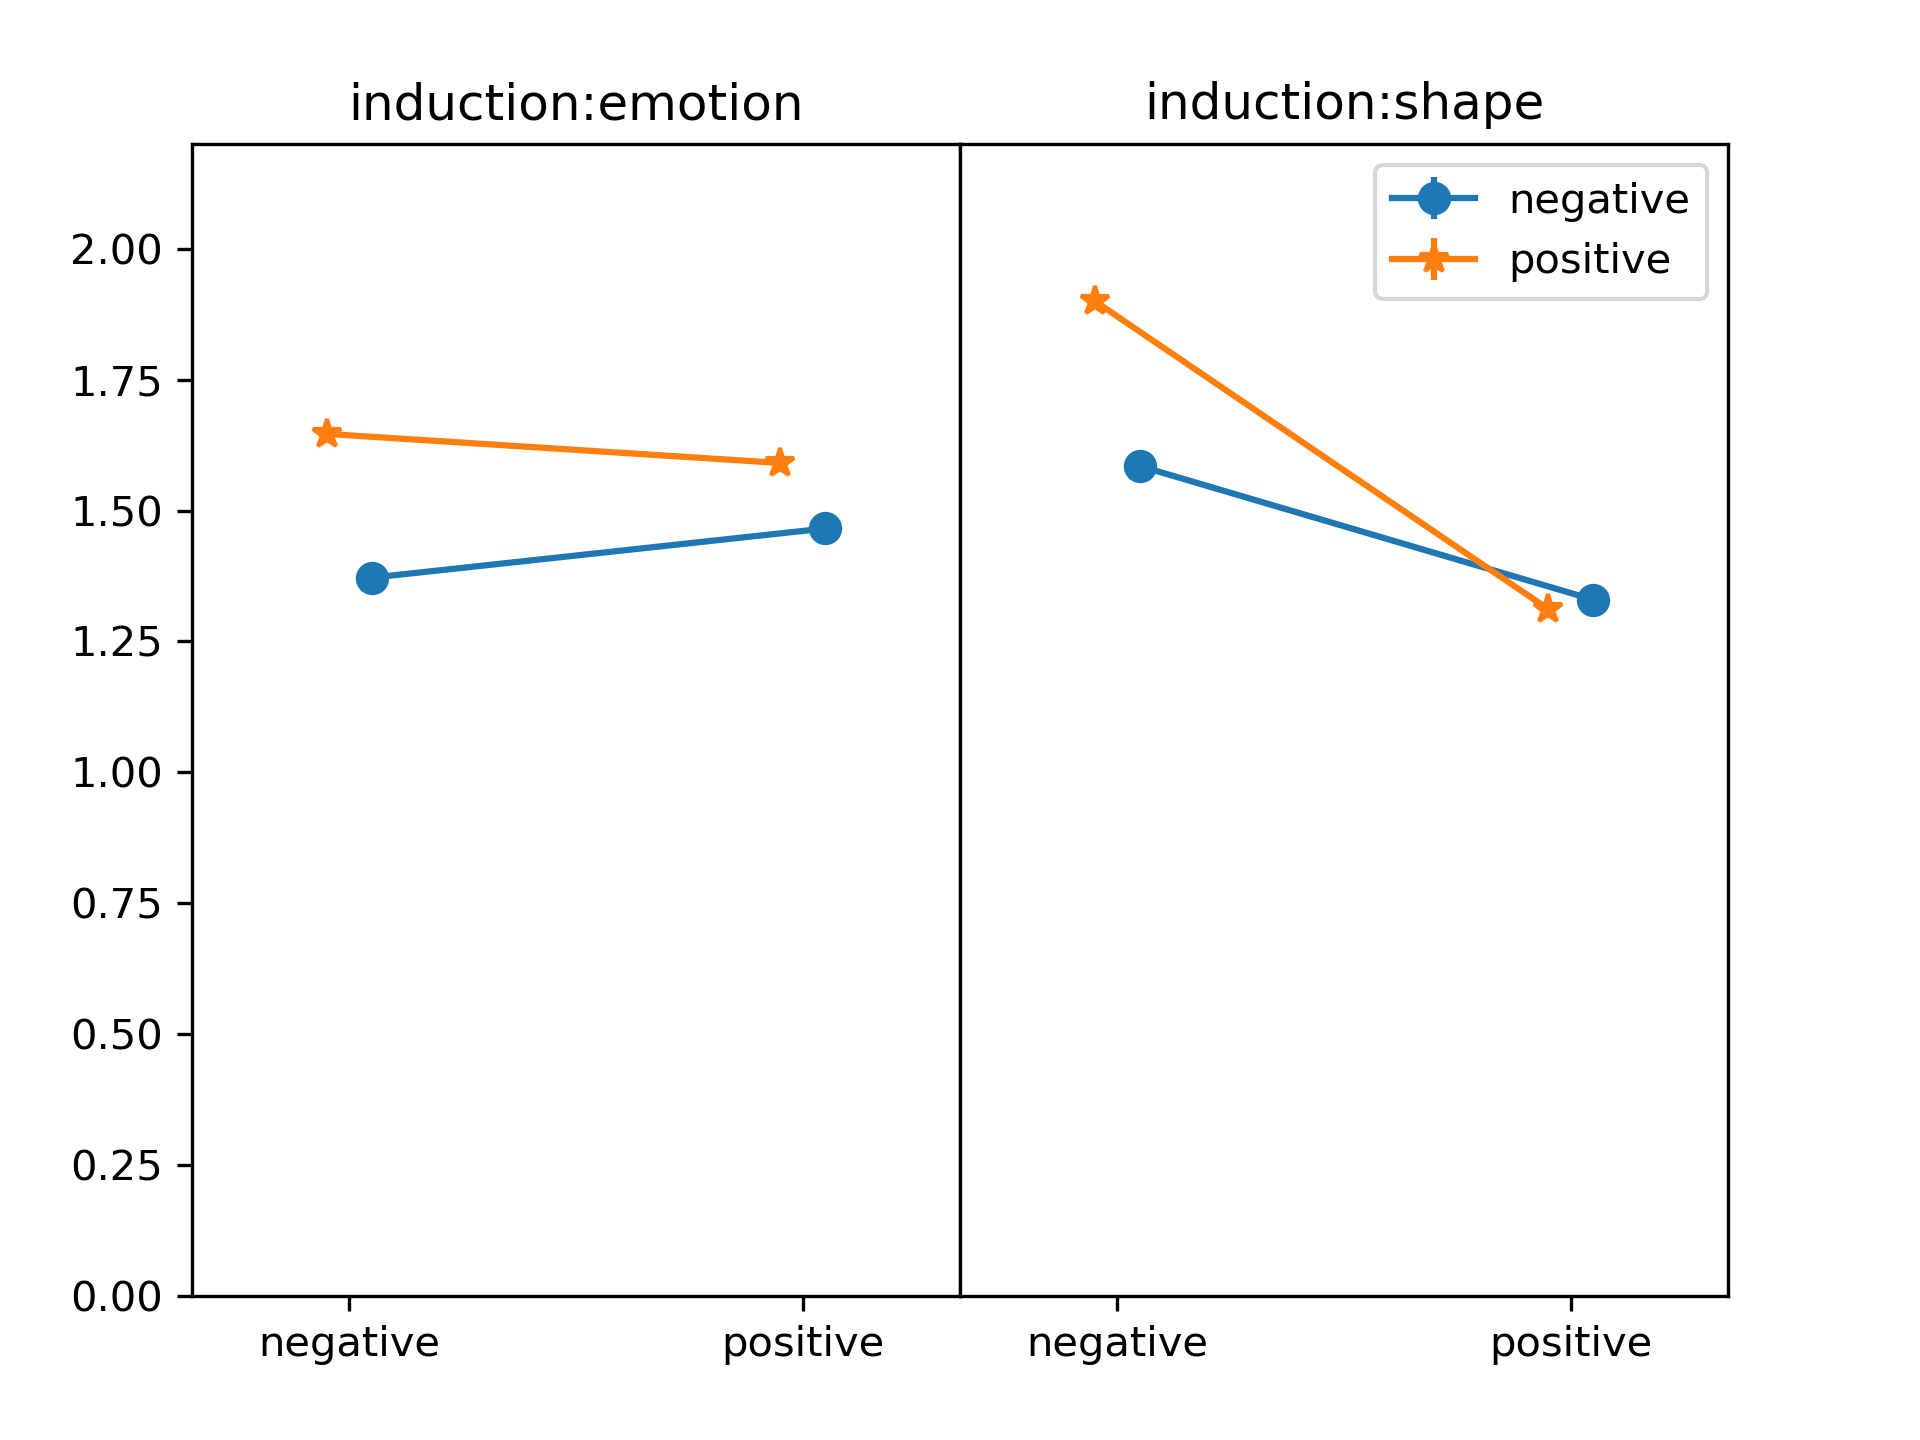 induction:emotion
induction:shape
negative
positive
2.00
1.75
1.50
1.25
1.00
0.75
0.50
0.25
0.00
negative
positive
negative
positive